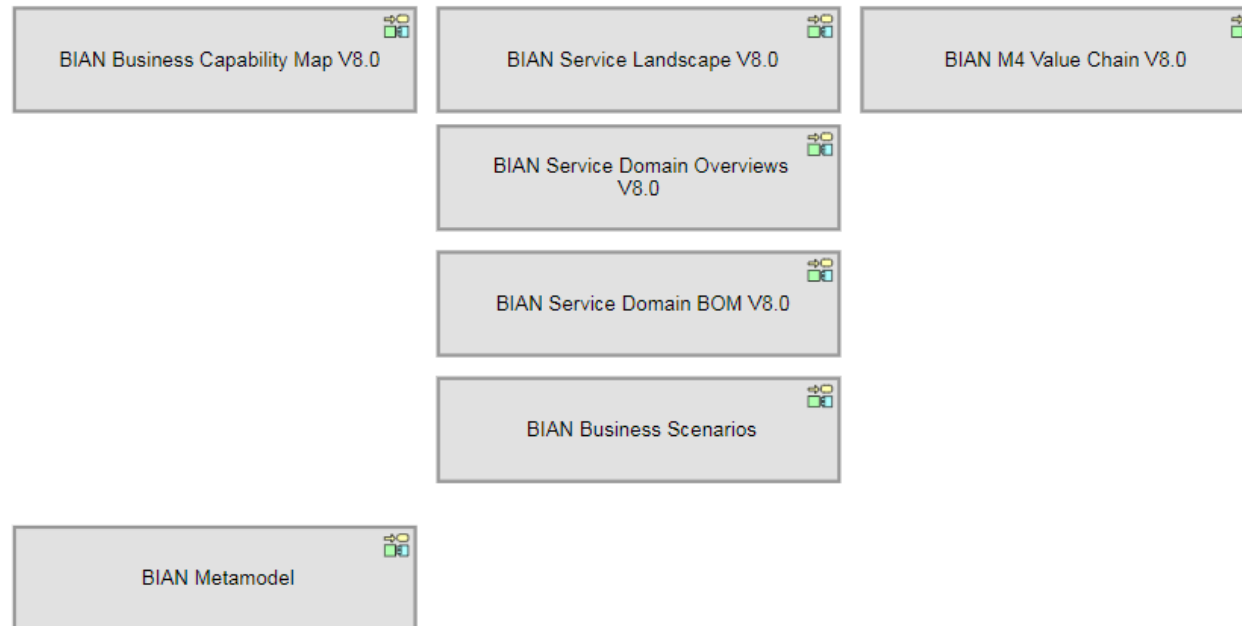 BIAN Business Capability Map V8.0
BIAN Service Landscape V8.0
BIAN M4 Value Chain V8.0
BIAN Service Domain Overviews
V8.0
BIAN Service Domain BOM V8.0
BIAN Business Scenarios
BIAN Metamodel